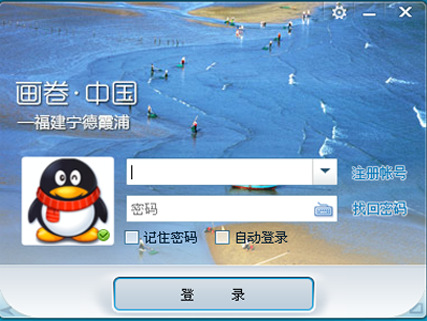 画卷·中国
—福建宁德霞浦
注册帐号
密码
找回密码
记住密码 自动登录
登 录